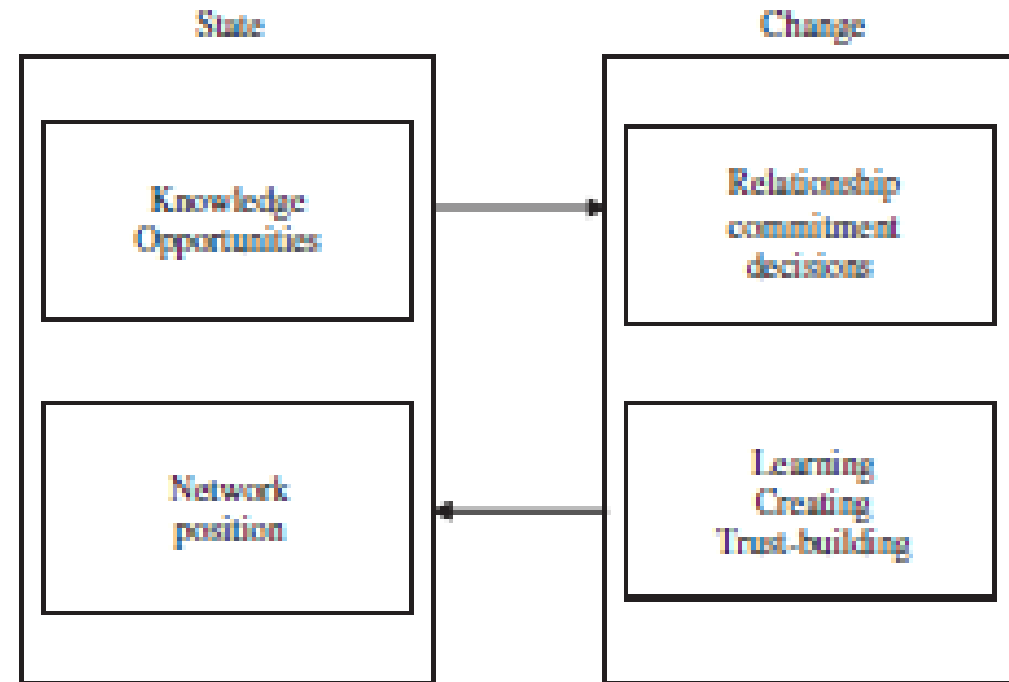 State
Change
Knowledge
Opportunities
Relationship
commitment
decisions
Network
position
Learning
Creating
Trust-building